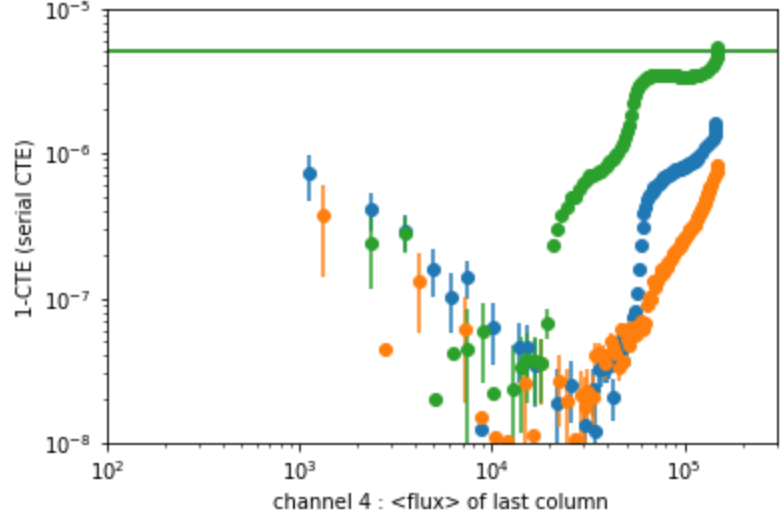 10⁻⁵
10⁻⁶
10⁻⁷
10⁻⁸
1-CTE (serial CTE)
10² 10³ 10⁴ 10⁵
channel 4 : <flux> of last column